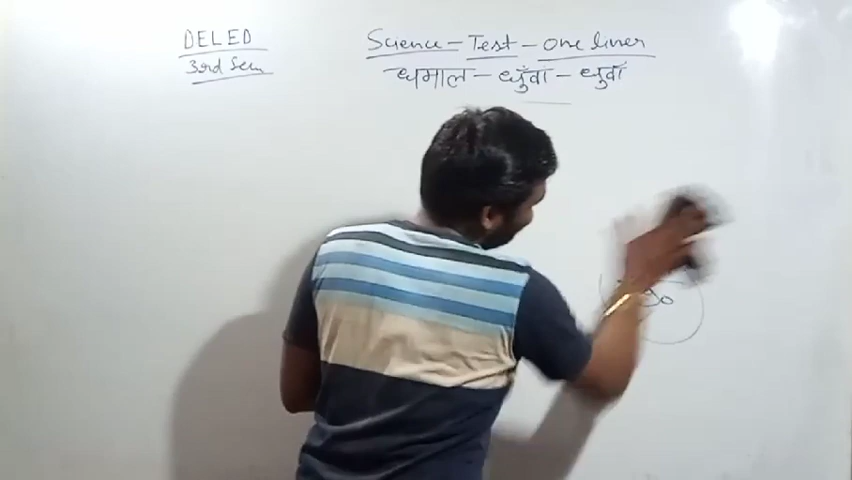 DELED
3rd Sem
Science - Test - one liner
धमाल - धुँवा - धुवाँ